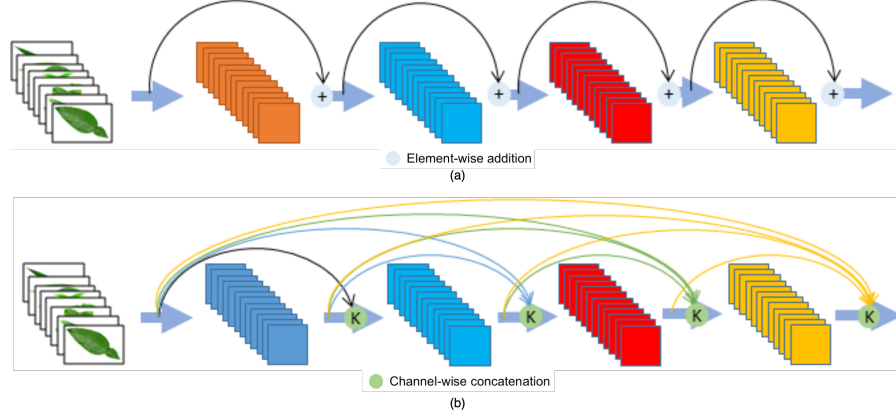 + + + +
Element-wise addition
(a)
K K K K
Channel-wise concatenation
(b)